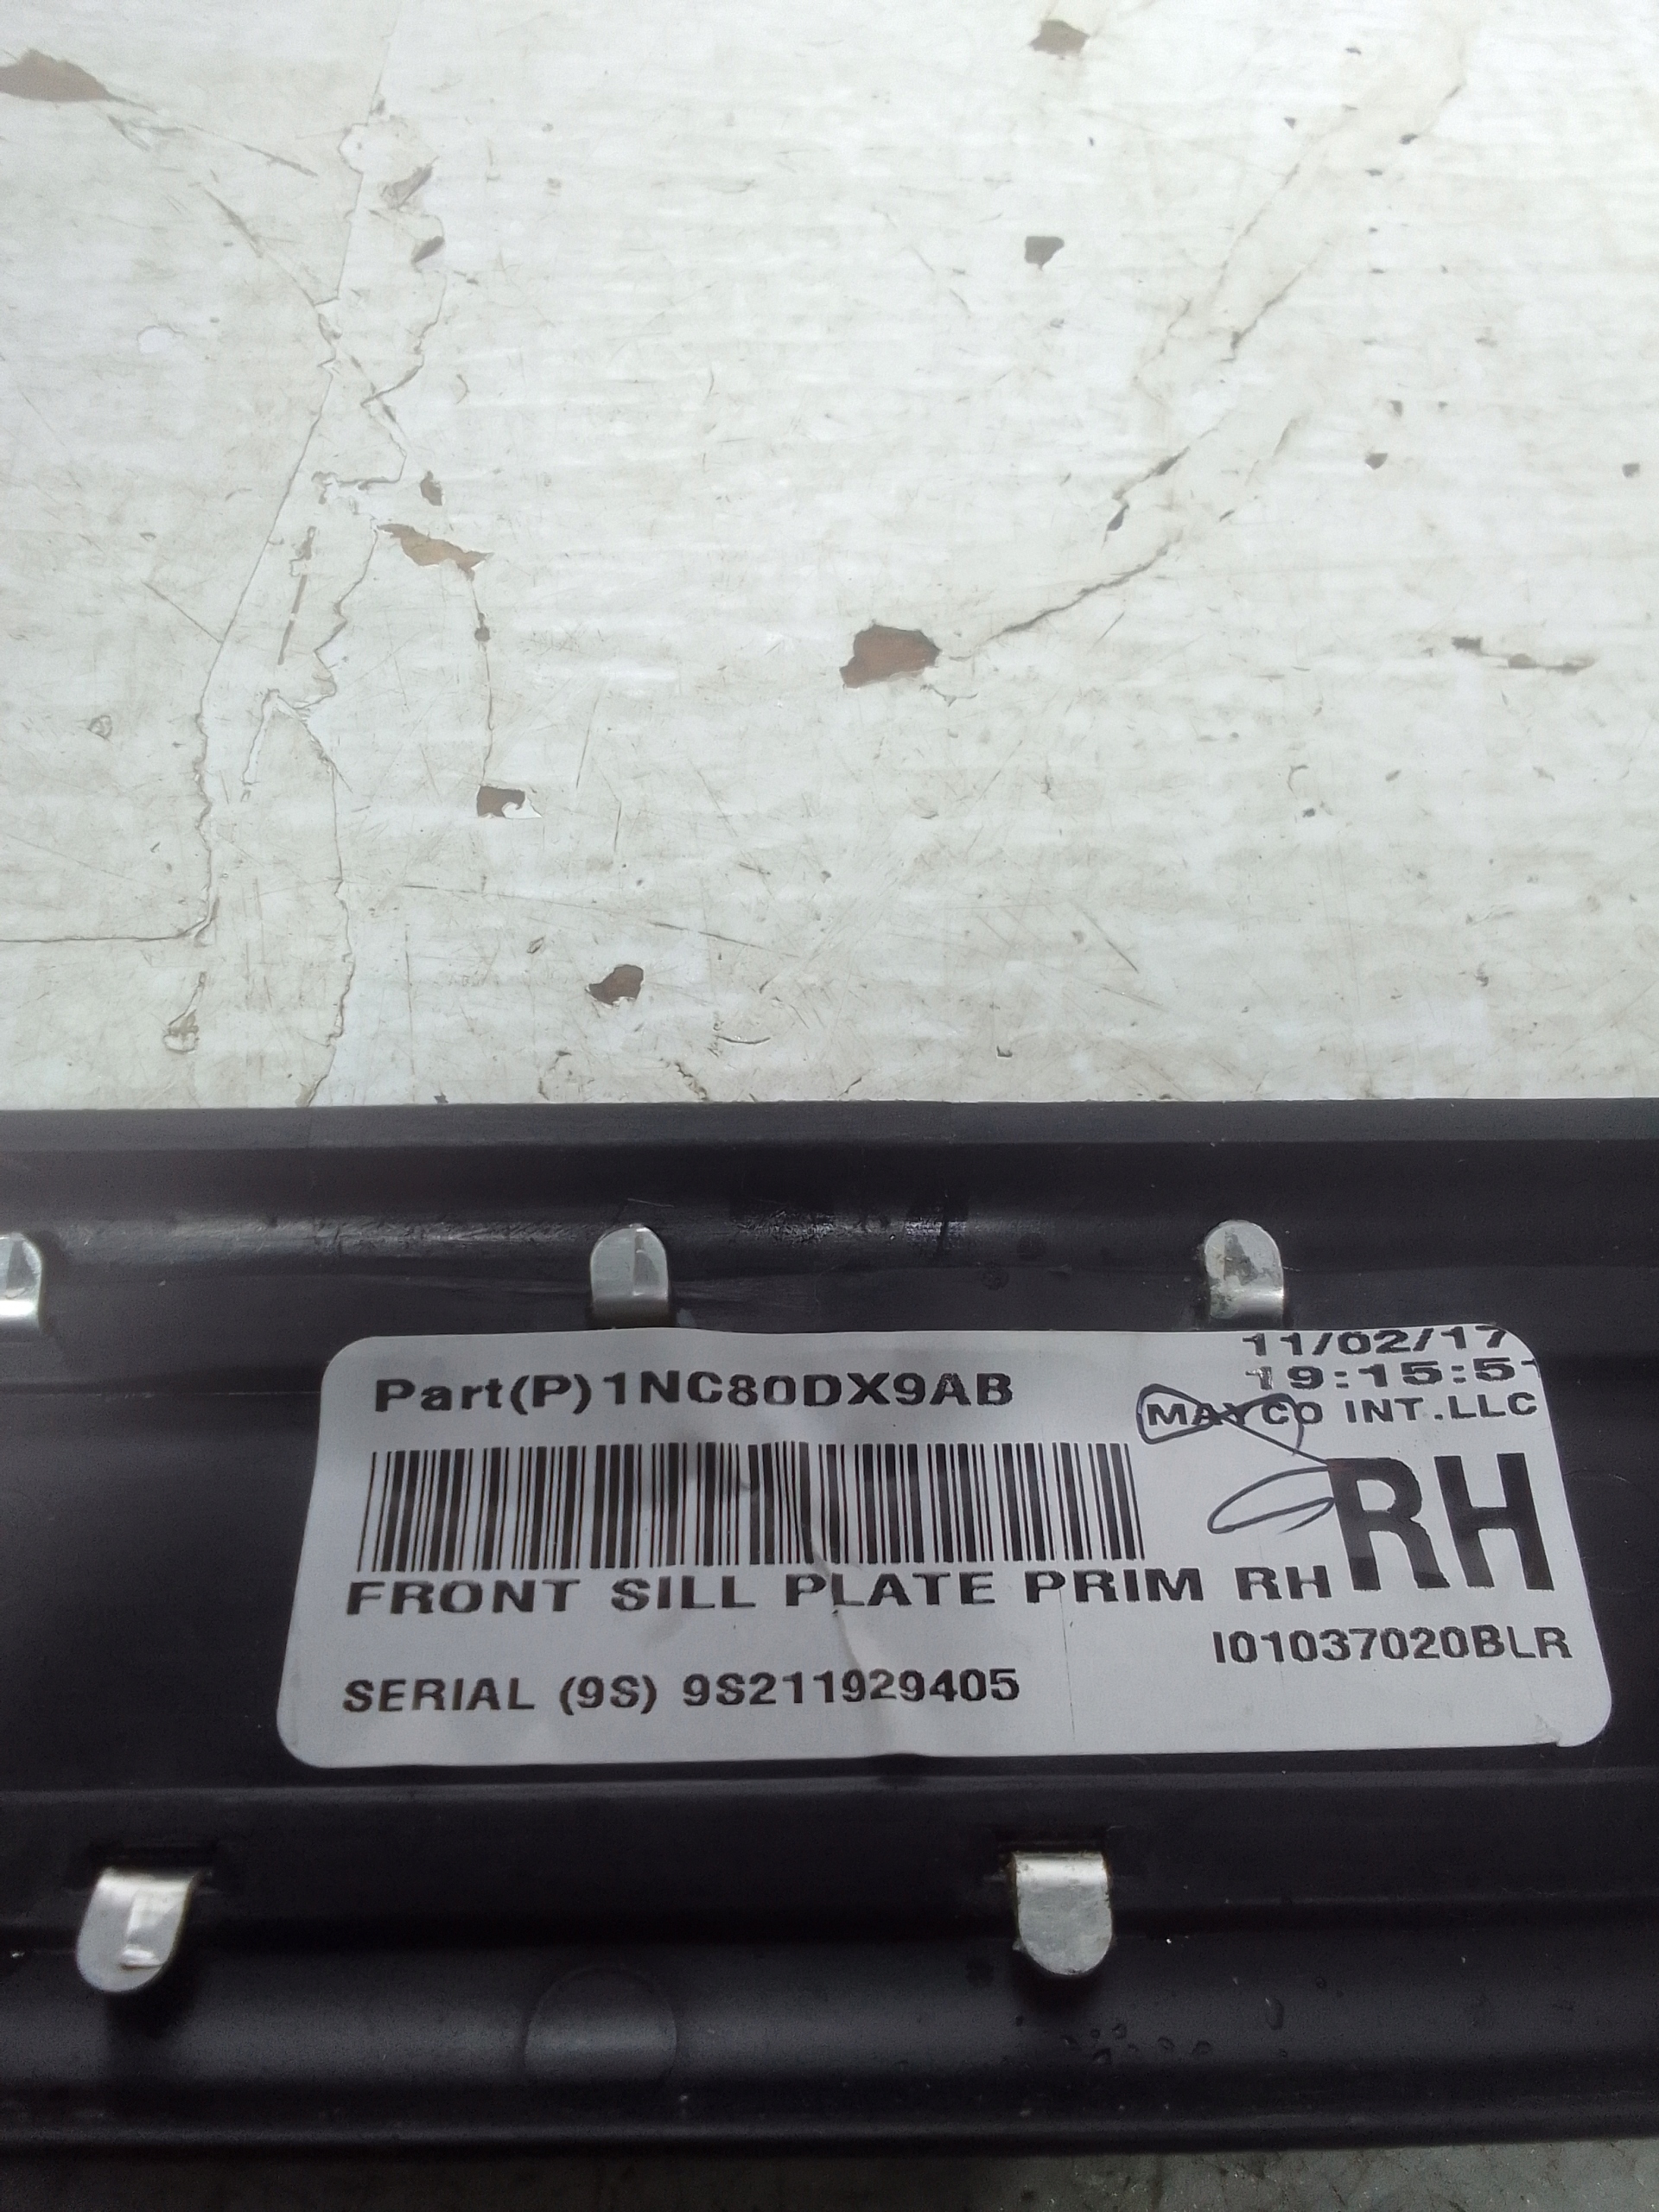 11/02/17
19:15:51
Part(P)1NC80DX9AB
MAYCO INT.LLC
RH
FRONT SILL PLATE PRIM RH
I01037020BLR
SERIAL (9S) 9S211929405